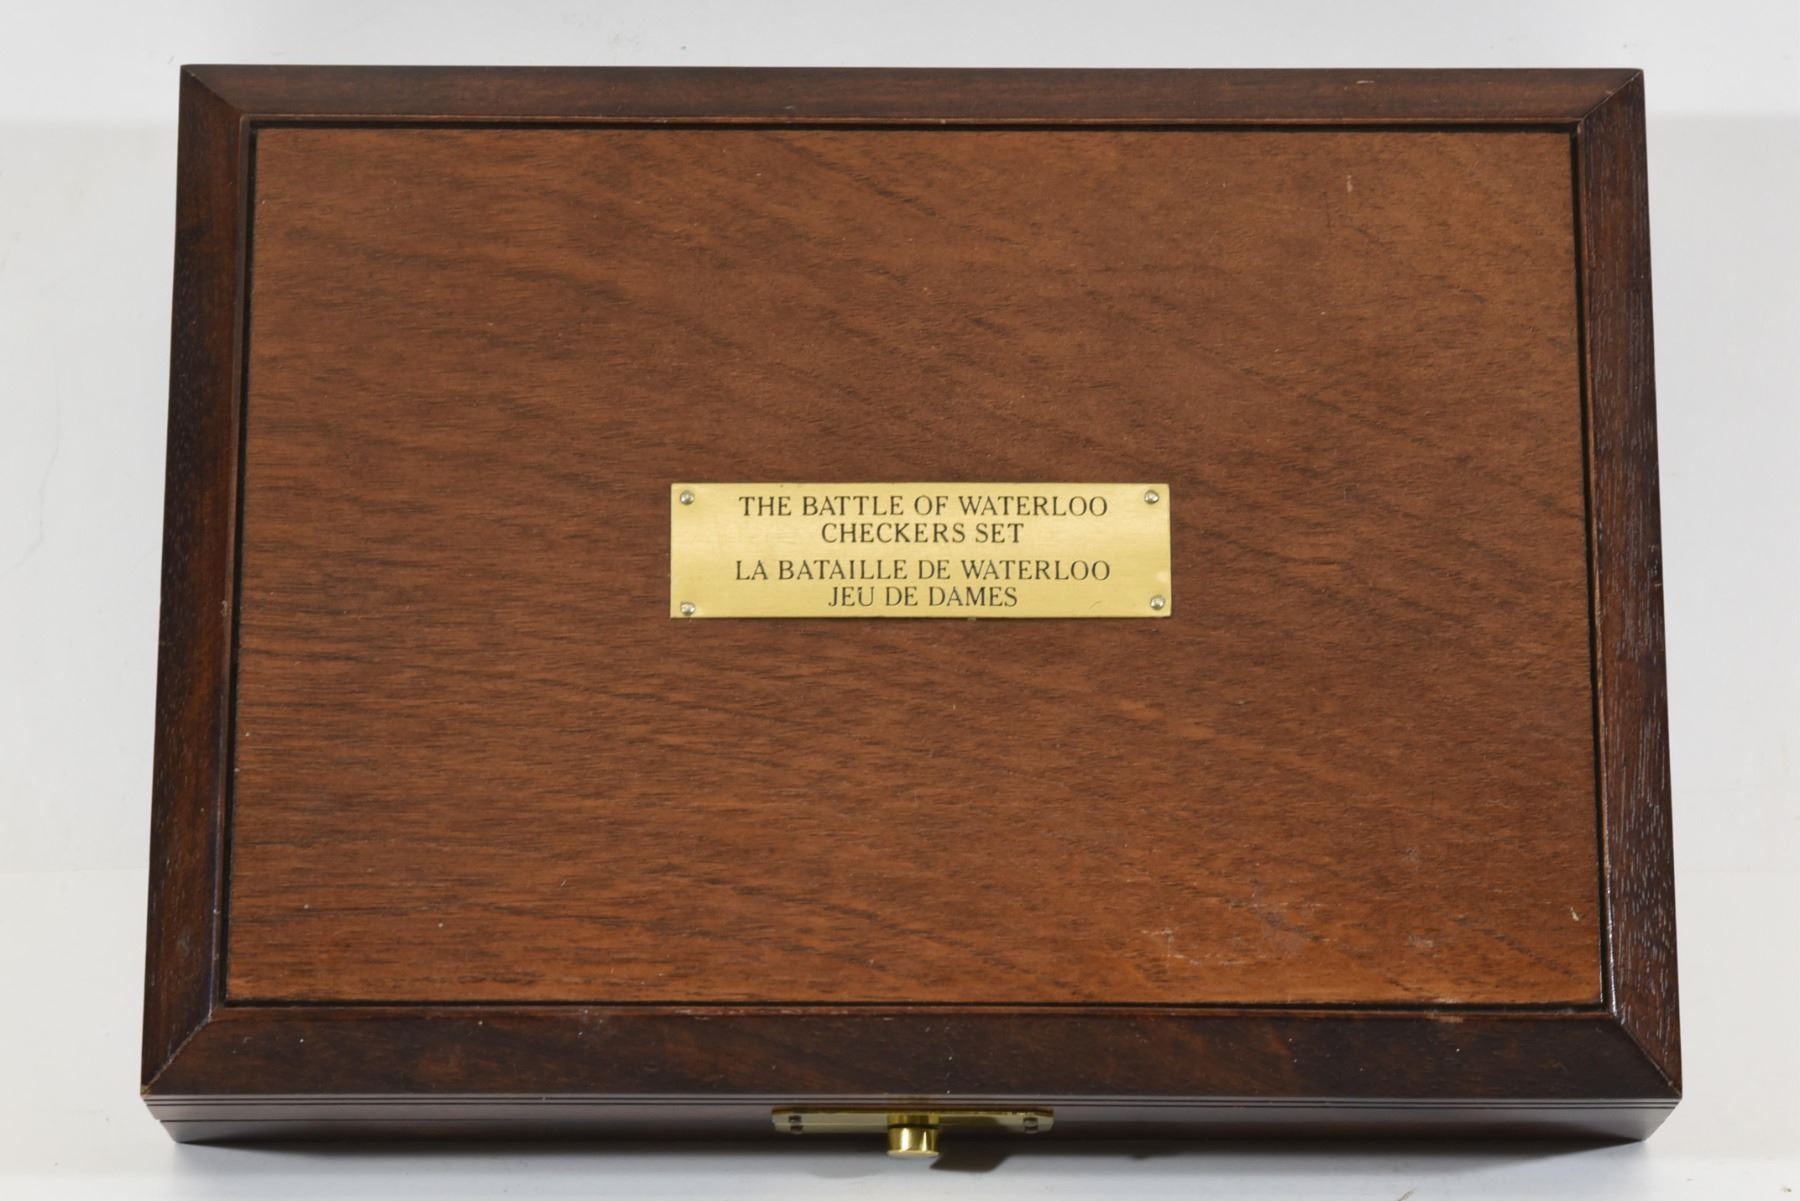 THE BATTLE OF WATERLOO
CHECKERS SET
LA BATAILLE DE WATERLOO
JEU DE DAMES